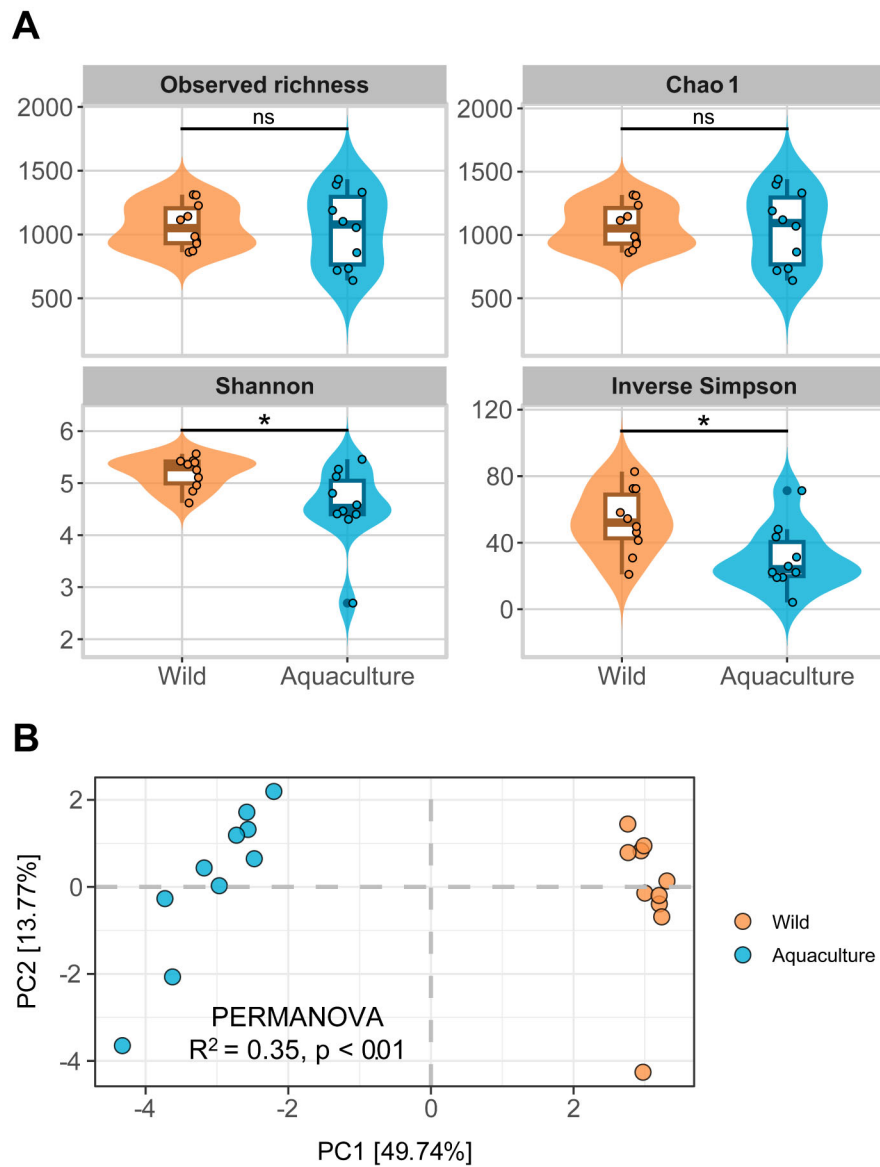 A
Observed richness
Chao 1
2000
1500
1000
500
ns
2000
1500
1000
500
ns
Shannon
Inverse Simpson
6
5
4
3
2
*
120
80
40
0
*
Wild
Aquaculture
Wild
Aquaculture
B
PC2 [13.77%]
2
0
-2
-4
PERMANOVA
R² = 0.35, p < 0.01
-4
-2
0
2
PC1 [49.74%]
Wild
Aquaculture